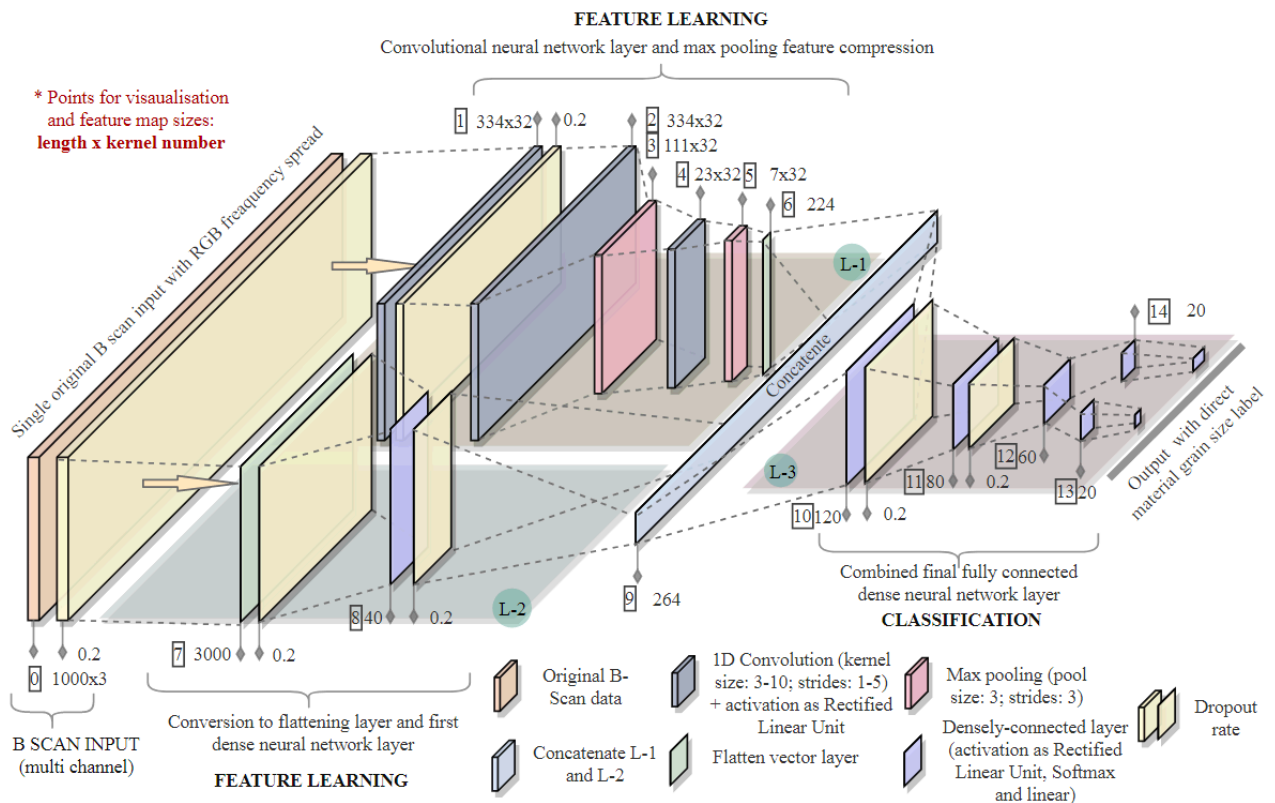 FEATURE LEARNING
Convolutional neural network layer and max pooling feature compression
* Points for visaualisation
and feature map sizes:
length x kernel number
Single original B scan input with RGB freaquency spread
1 334x32
0.2
2 334x32
3 111x32
4 23x32
5 7x32
6 224
L-1
Concatente
14 20
Output with direct
material grain size label
L-3
12 60
11 80
0.2
13 20
10 120
0.2
Combined final fully connected
dense neural network layer
CLASSIFICATION
9 264
L-2
8 40
0.2
7 3000
0.2
0.2
0 1000x3
B SCAN INPUT
(multi channel)
Conversion to flattening layer and first
dense neural network layer
FEATURE LEARNING
Original B-
Scan data
1D Convolution (kernel
size: 3-10; strides: 1-5)
+ activation as Rectified
Linear Unit
Max pooling (pool
size: 3; strides: 3)
Dropout
rate
Concatenate L-1
and L-2
Flatten vector layer
Densely-connected layer
(activation as Rectified
Linear Unit, Softmax
and linear)